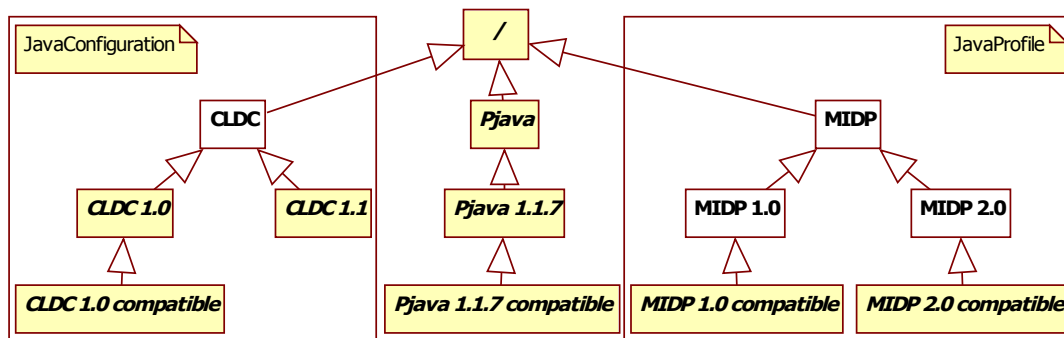 JavaConfiguration
/
JavaProfile
CLDC
Pjava
MIDP
CLDC 1.0
CLDC 1.1
Pjava 1.1.7
MIDP 1.0
MIDP 2.0
CLDC 1.0 compatible
Pjava 1.1.7 compatible
MIDP 1.0 compatible
MIDP 2.0 compatible